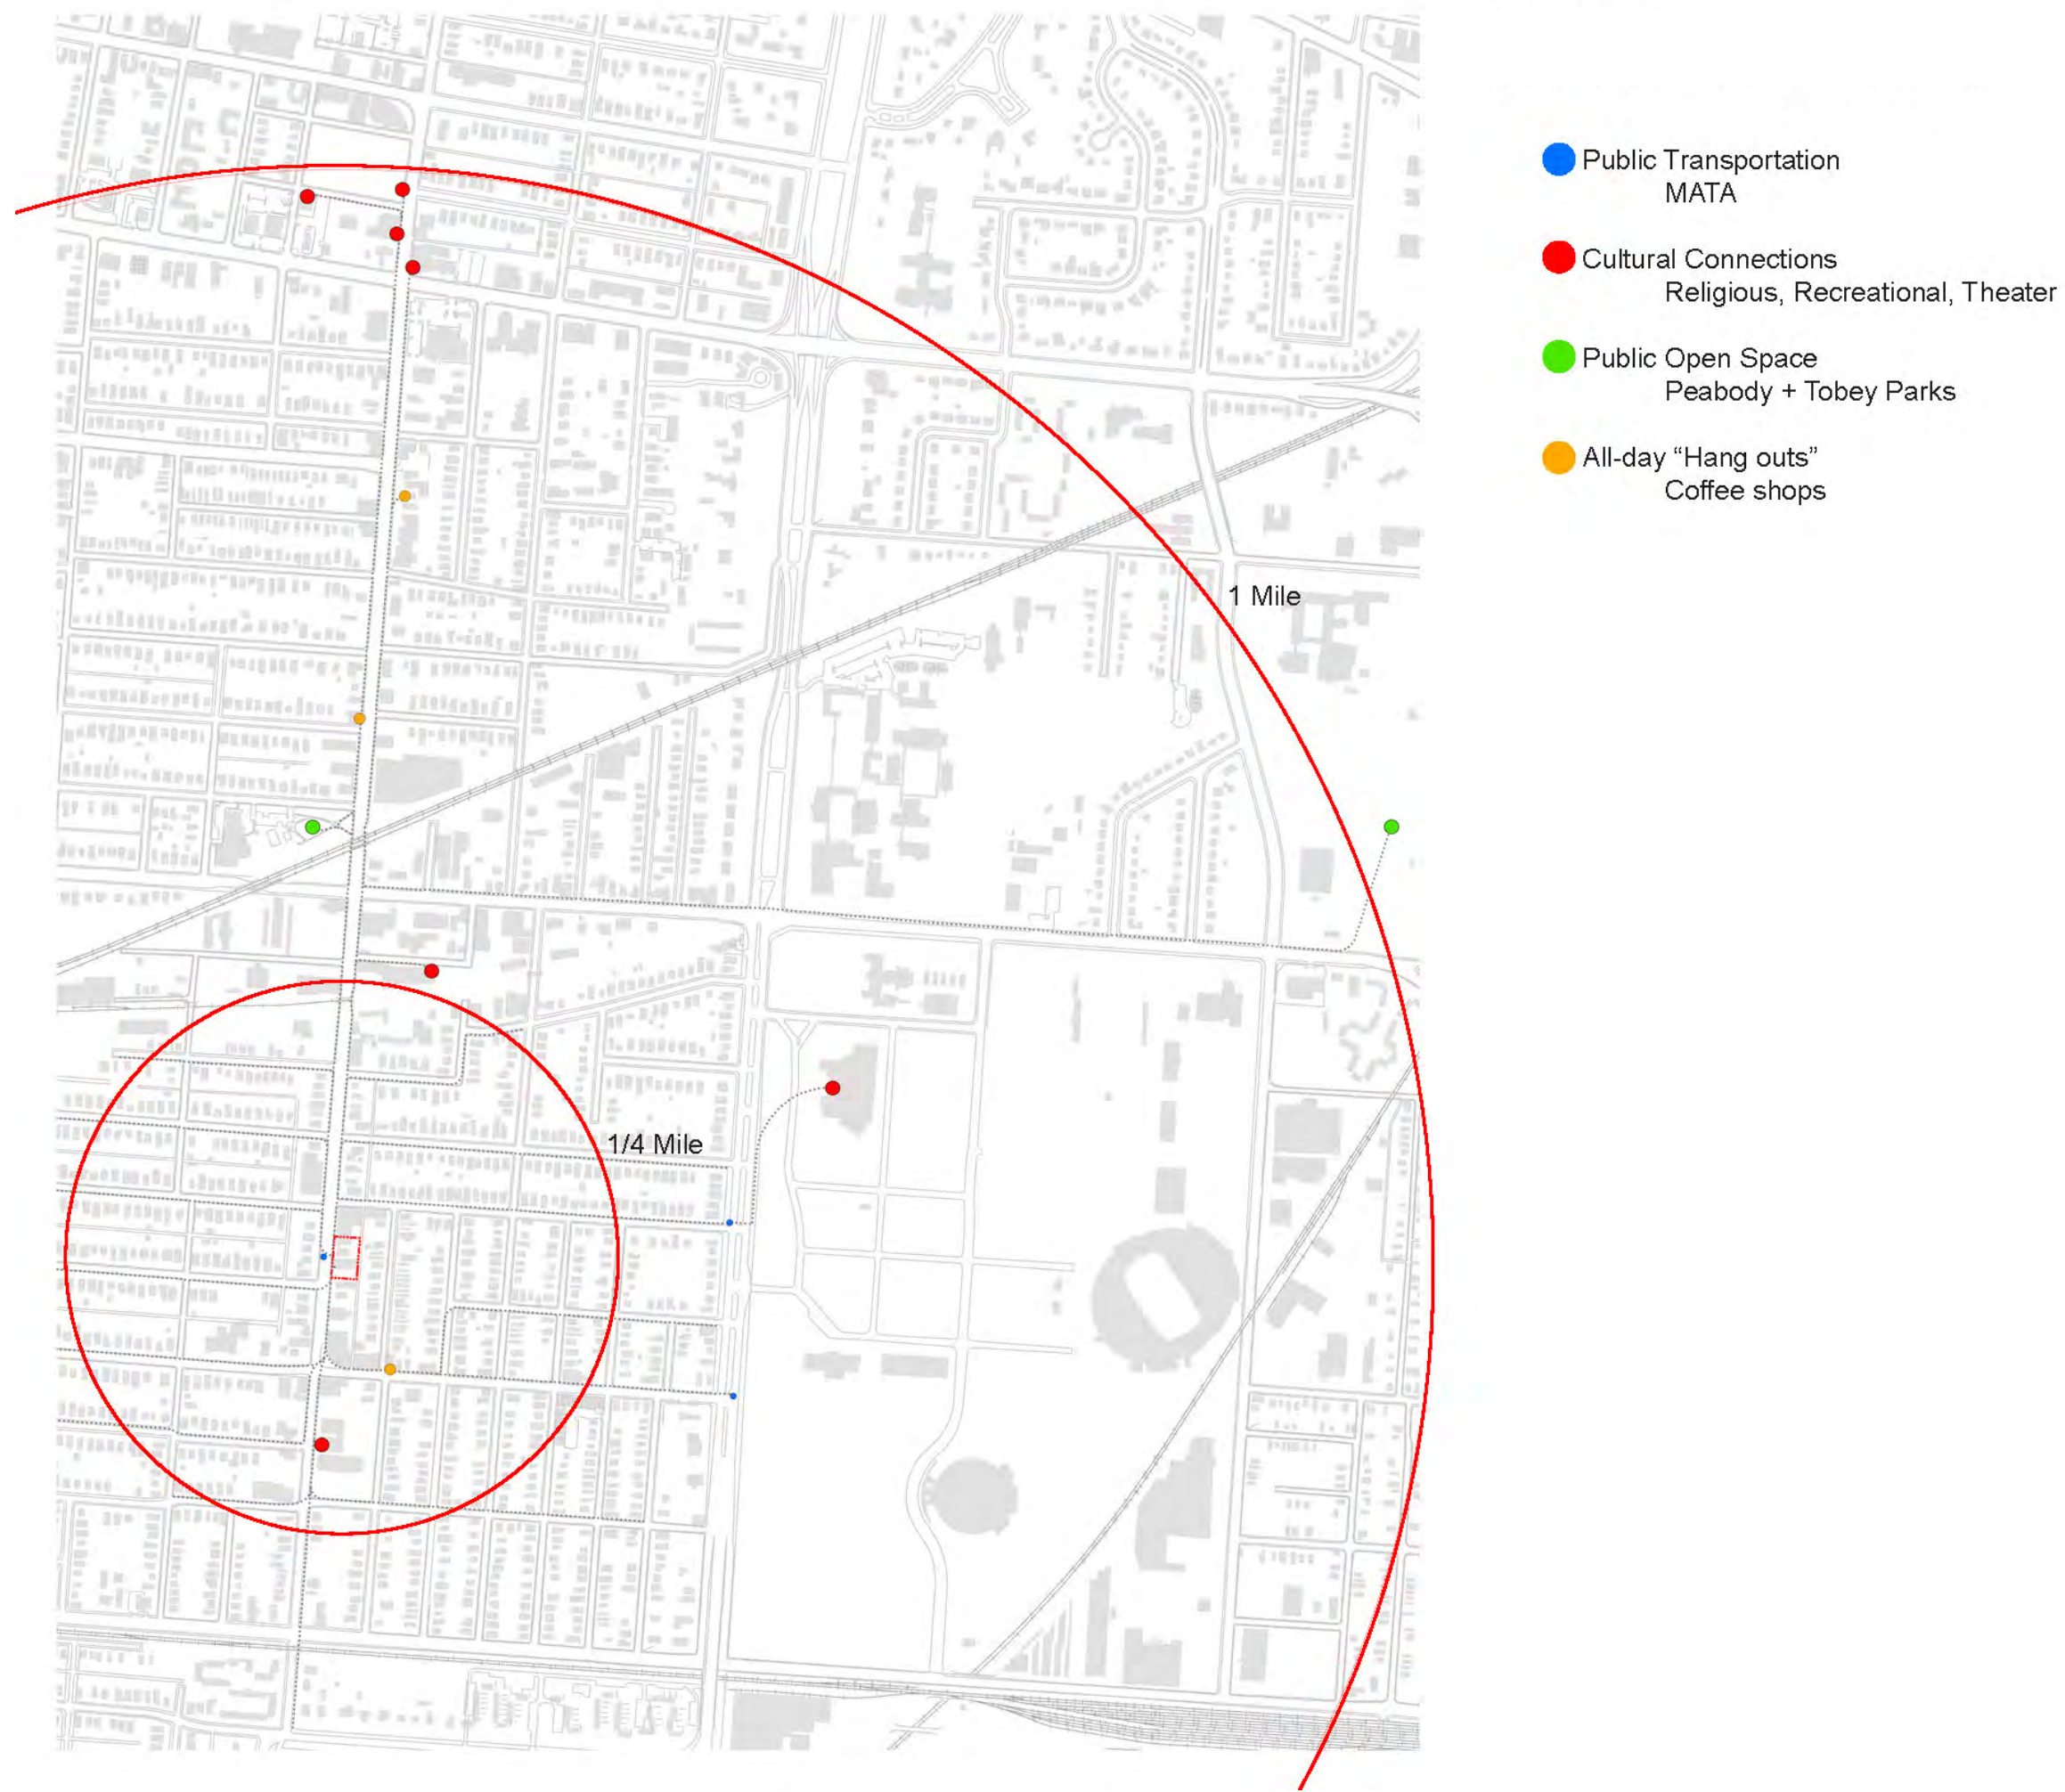 Public Transportation
MATA
Cultural Connections
Religious, Recreational, Theater
Public Open Space
Peabody + Tobey Parks
All-day “Hang outs”
Coffee shops
1 Mile
1/4 Mile